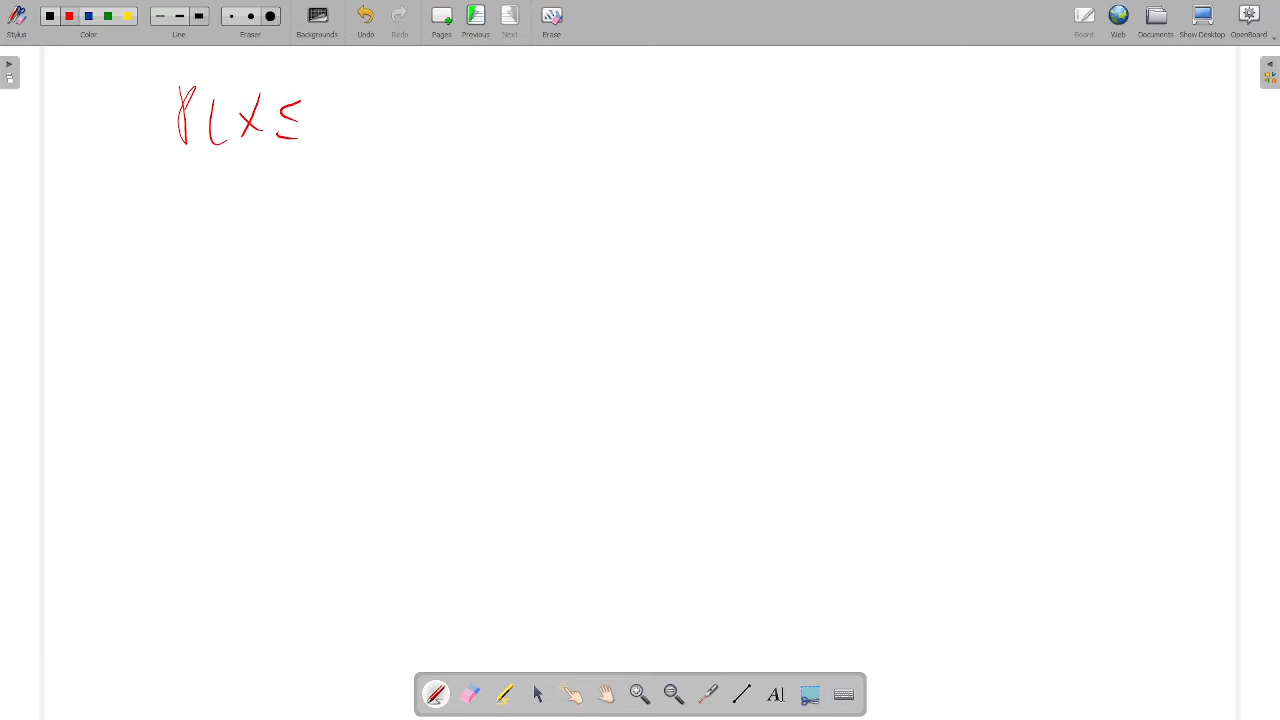 Stylus
Color
Line
Eraser
Backgrounds
Undo
Redo
Pages
Previous
Next
Erase
Board
Web
Documents
Show Desktop
OpenBoard
P(X ≤